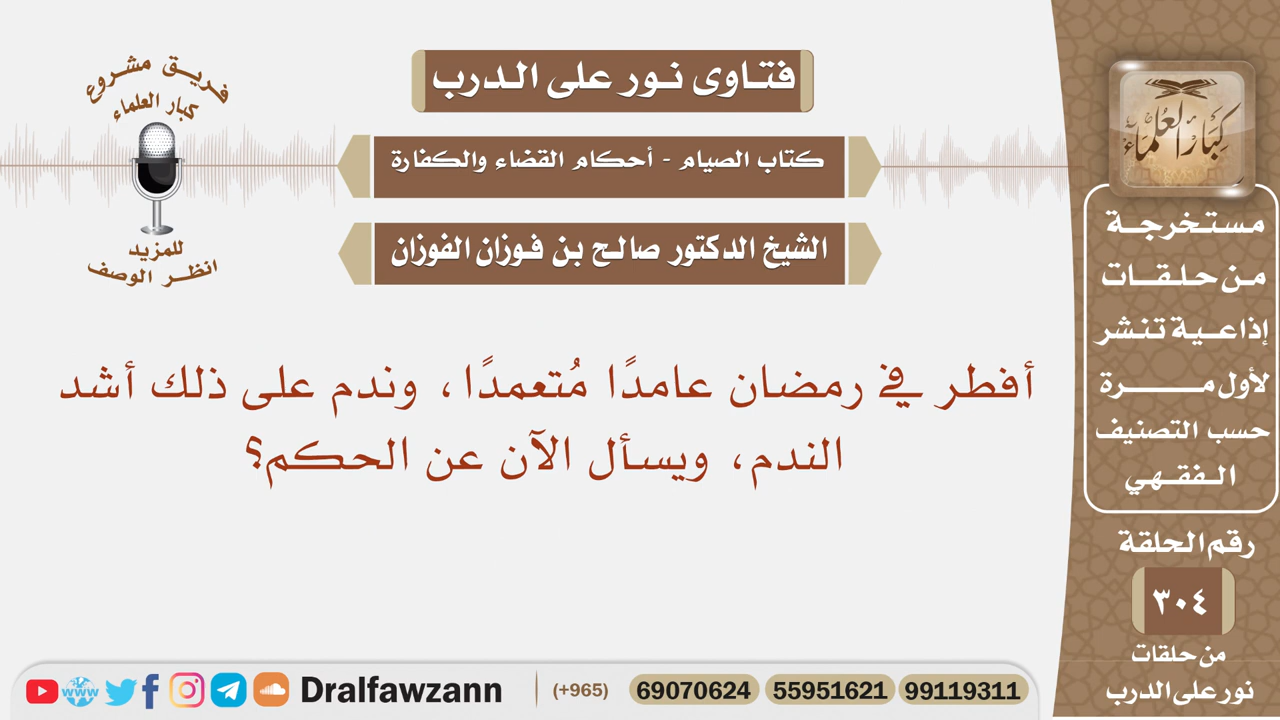 فتاوى نور على الدرب
كتاب الصيام - أحكام القضاء والكفارة
الشيخ الدكتور صالح بن فوزان الفوزان
فريق مشروع
كبار العلماء
للمزيد
انظر الوصف
أفطر في رمضان عامدًا مُتعمدًا، وندم على ذلك أشد
الندم، ويسأل الآن عن الحكم؟
كبار العلماء
مستخرجة
من حلقات
إذاعية تنشر
لأول مرة
حسب التصنيف
الفقهي
رقم الحلقة
٣٠٤
من حلقات
نور على الدرب
www Dralfawzann (+965) 69070624 55951621 99119311